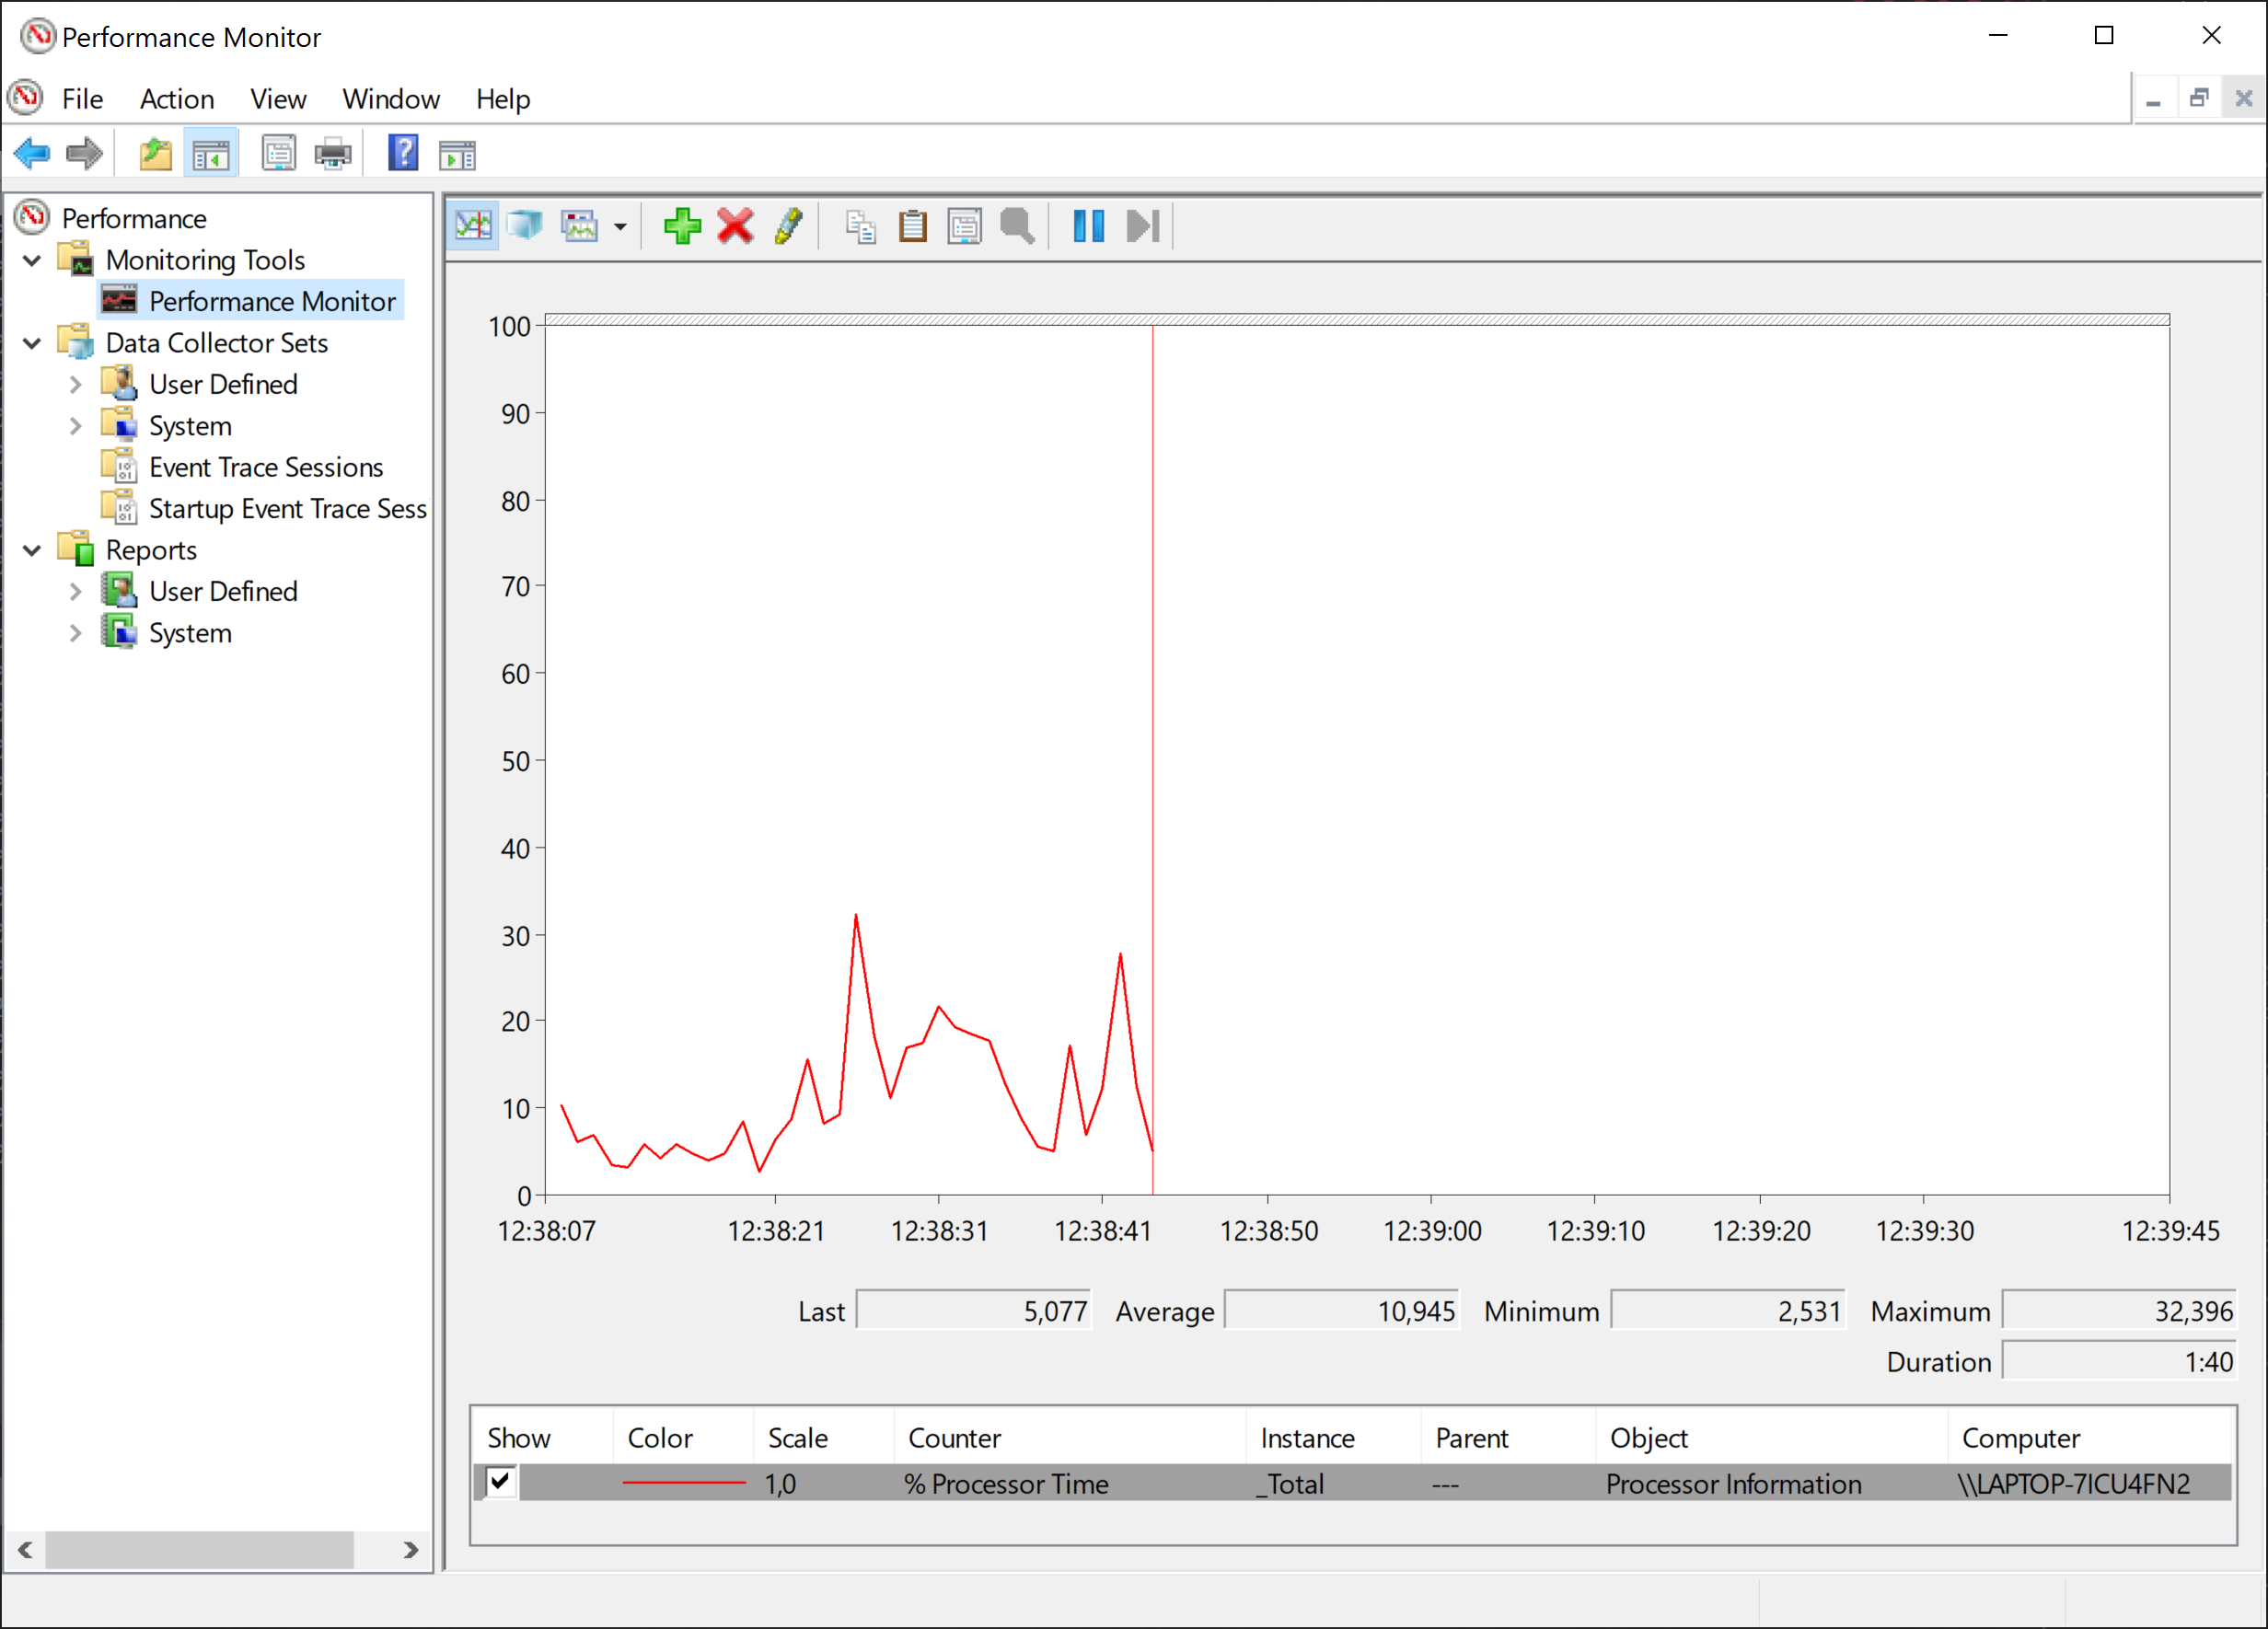 Performance Monitor
File Action View Window Help
Performance
Monitoring Tools
Performance Monitor
Data Collector Sets
User Defined
System
Event Trace Sessions
Startup Event Trace Sess
Reports
User Defined
System
100
90
80
70
60
50
40
30
20
10
0
12:38:07 12:38:21 12:38:31 12:38:41 12:38:50 12:39:00 12:39:10 12:39:20 12:39:30 12:39:45
Last 5,077 Average 10,945 Minimum 2,531 Maximum 32,396
Duration 1:40
Show Color Scale Counter Instance Parent Object Computer
1,0 % Processor Time _Total --- Processor Information \\LAPTOP-7ICU4FN2